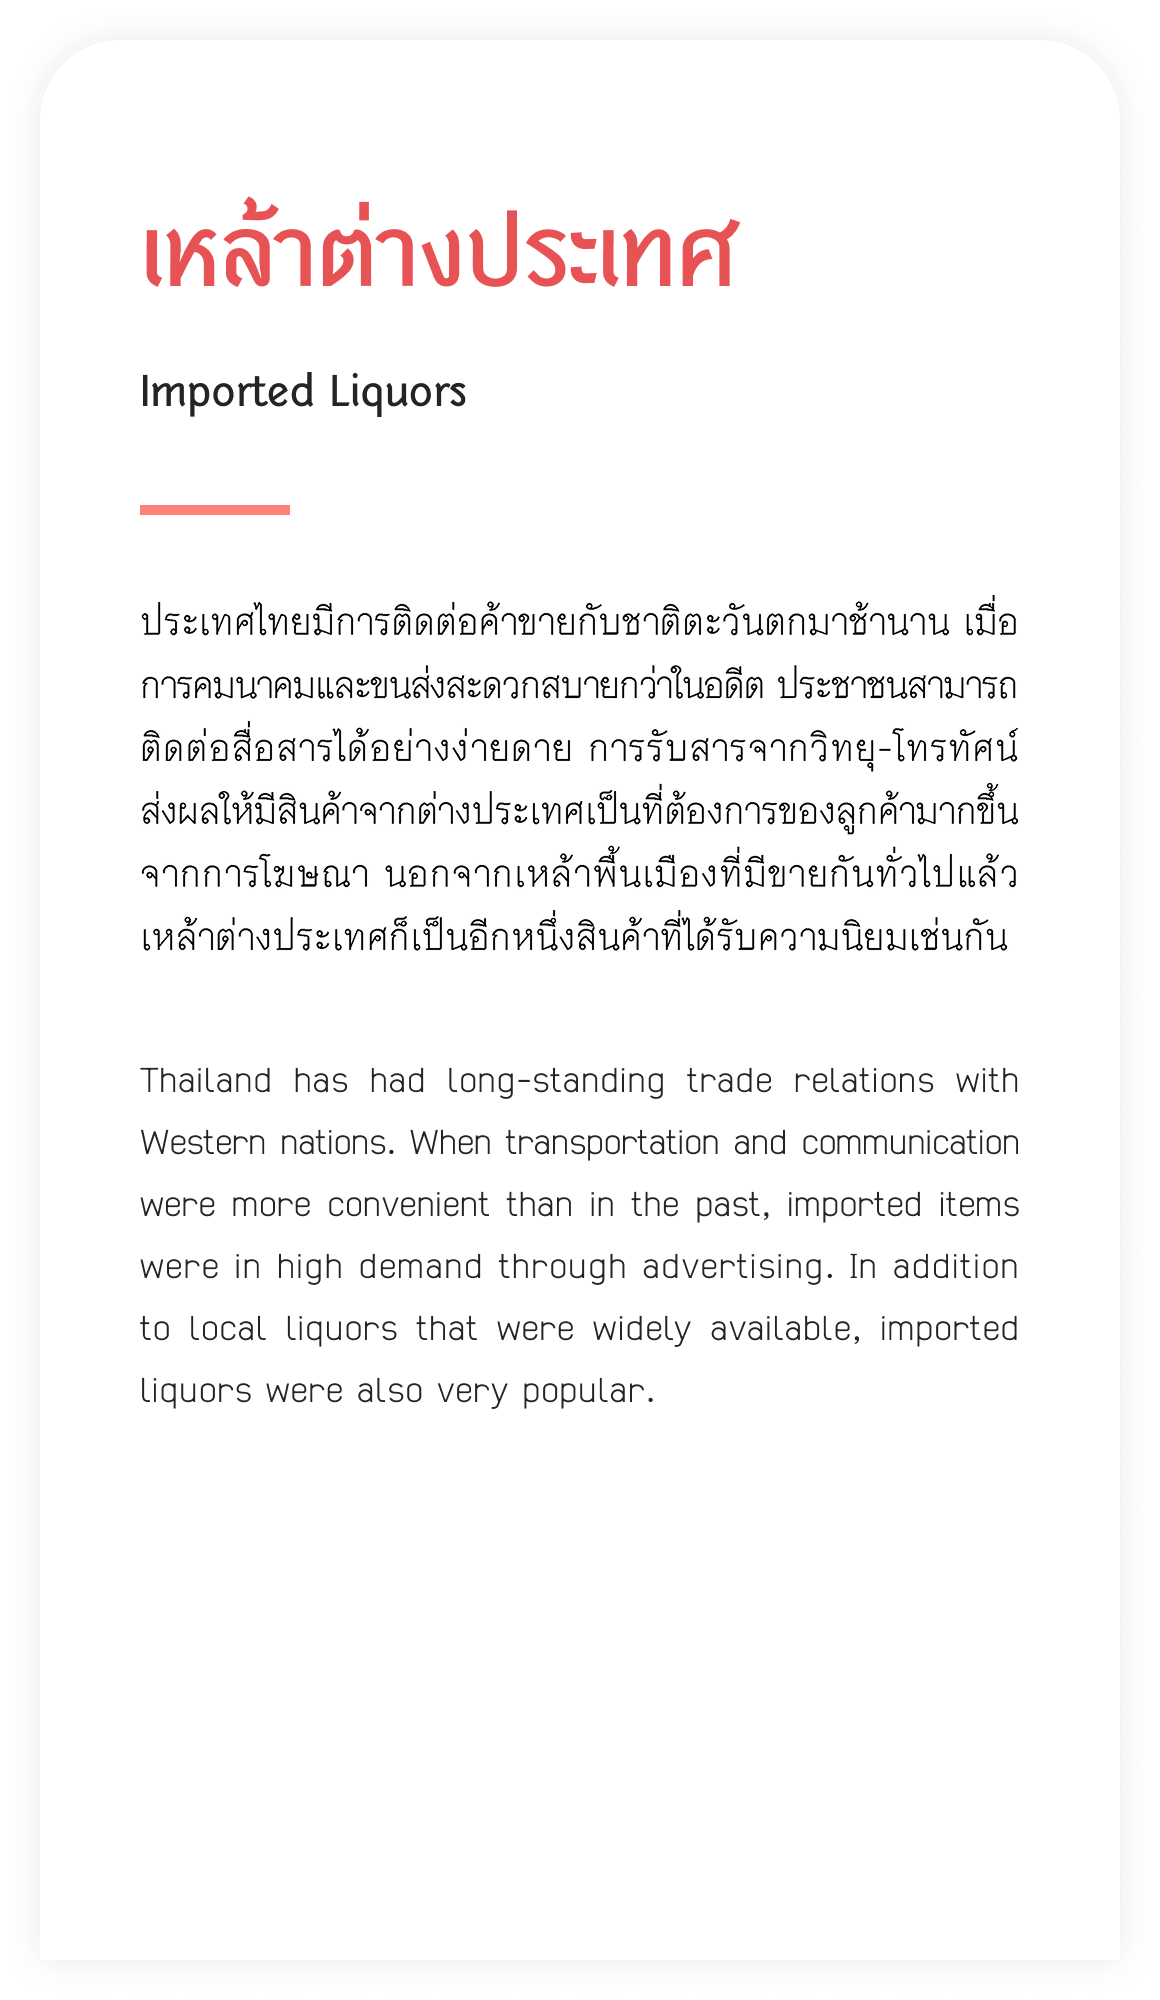 เหล้าต่างประเทศ
Imported Liquors
ประเทศไทยมีการติดต่อค้าขายกับชาติตะวันตกมาช้านาน เมื่อ
การคมนาคมและขนส่งสะดวกสบายกว่าในอดีต ประชาชนสามารถ
ติดต่อสื่อสารได้อย่างง่ายดาย การรับสารจากวิทยุ-โทรทัศน์
ส่งผลให้มีสินค้าจากต่างประเทศเป็นที่ต้องการของลูกค้ามากขึ้น
จากการโฆษณา นอกจากเหล้าพื้นเมืองที่มีขายกันทั่วไปแล้ว
เหล้าต่างประเทศก็เป็นอีกหนึ่งสินค้าที่ได้รับความนิยมเช่นกัน
Thailand has had long-standing trade relations with
Western nations. When transportation and communication
were more convenient than in the past, imported items
were in high demand through advertising. In addition
to local liquors that were widely available, imported
liquors were also very popular.